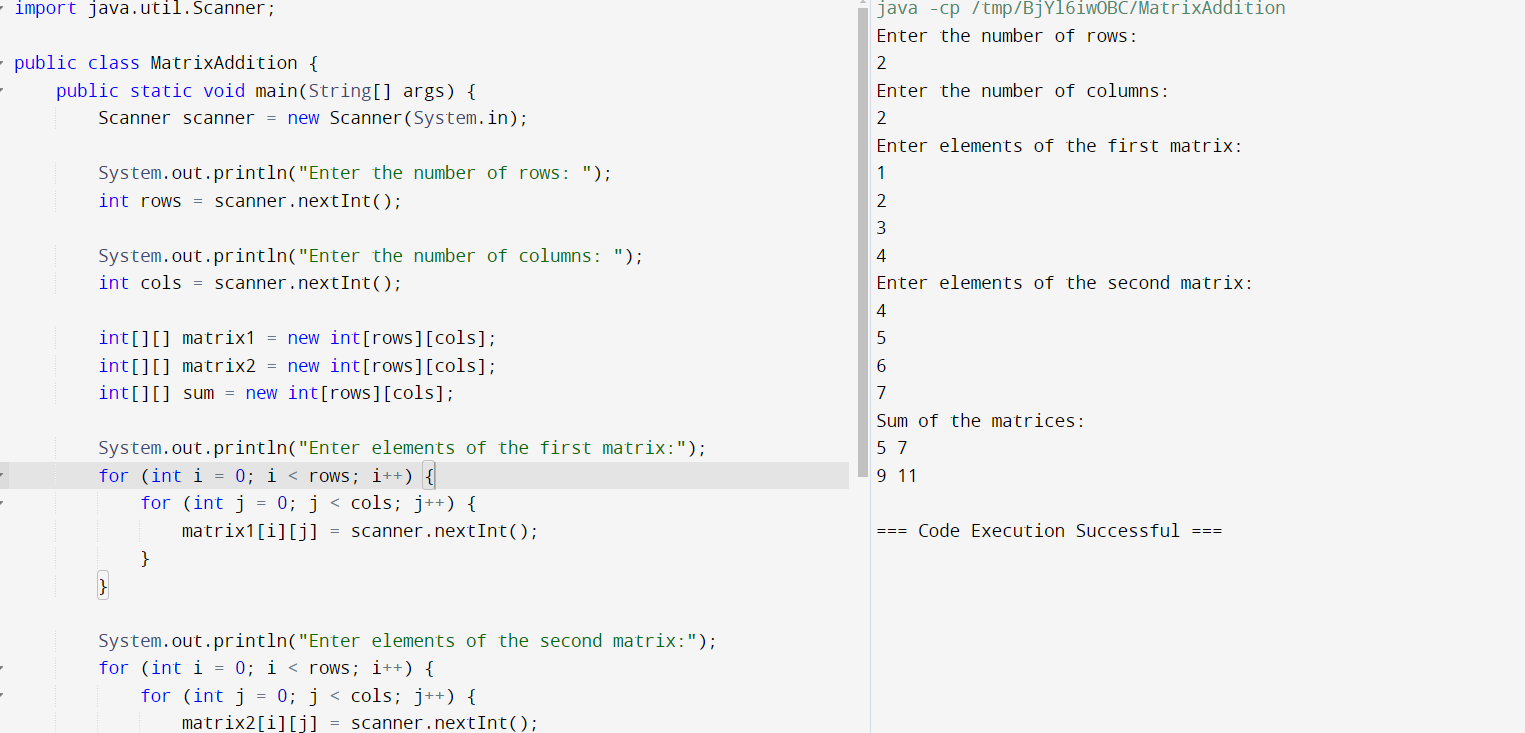 import java.util.Scanner;
public class MatrixAddition {
public static void main(String[] args) {
Scanner scanner = new Scanner(System.in);
System.out.println("Enter the number of rows: ");
int rows = scanner.nextInt();
System.out.println("Enter the number of columns: ");
int cols = scanner.nextInt();
int[][] matrix1 = new int[rows][cols];
int[][] matrix2 = new int[rows][cols];
int[][] sum = new int[rows][cols];
System.out.println("Enter elements of the first matrix:");
for (int i = 0; i < rows; i++) {
for (int j = 0; j < cols; j++) {
matrix1[i][j] = scanner.nextInt();
}
}
System.out.println("Enter elements of the second matrix:");
for (int i = 0; i < rows; i++) {
for (int j = 0; j < cols; j++) {
matrix2[i][j] = scanner.nextInt();
java -cp /tmp/BjYl6iwOBC/MatrixAddition
Enter the number of rows:
2
Enter the number of columns:
2
Enter elements of the first matrix:
1
2
3
4
Enter elements of the second matrix:
4
5
6
7
Sum of the matrices:
5 7
9 11
=== Code Execution Successful ===